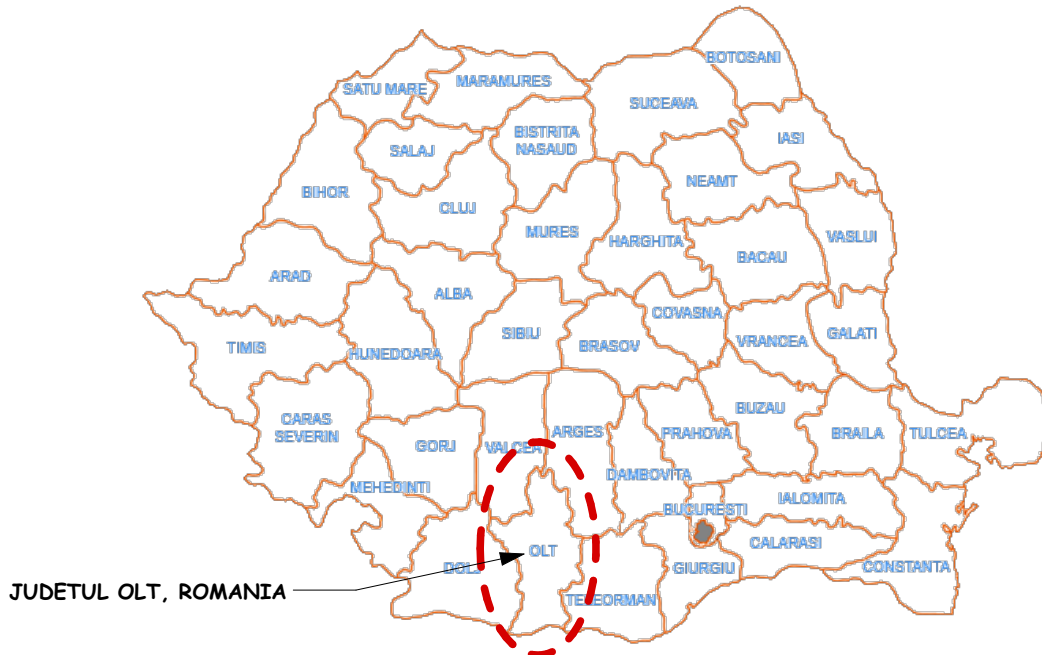 BOTOSANI
SATU MARE
MARAMURES
SUCEAVA
BISTRITA
NASAUD
IASI
SALAJ
NEAMT
BIHOR
CLUJ
MURES
HARGHITA
VASLUI
BACAU
ARAD
ALBA
COVASNA
TIMIS
HUNEDOARA
SIBIU
BRASOV
VRANCEA
GALATI
CARAS
SEVERIN
GORJ
VALCEA
ARGES
PRAHOVA
BUZAU
BRAILA
TULCEA
MEHEDINTI
DAMBOVITA
BUCURESTI
IALOMITA
OLT
CALARASI
DOLJ
GIURGIU
CONSTANTA
TELEORMAN
JUDETUL OLT, ROMANIA